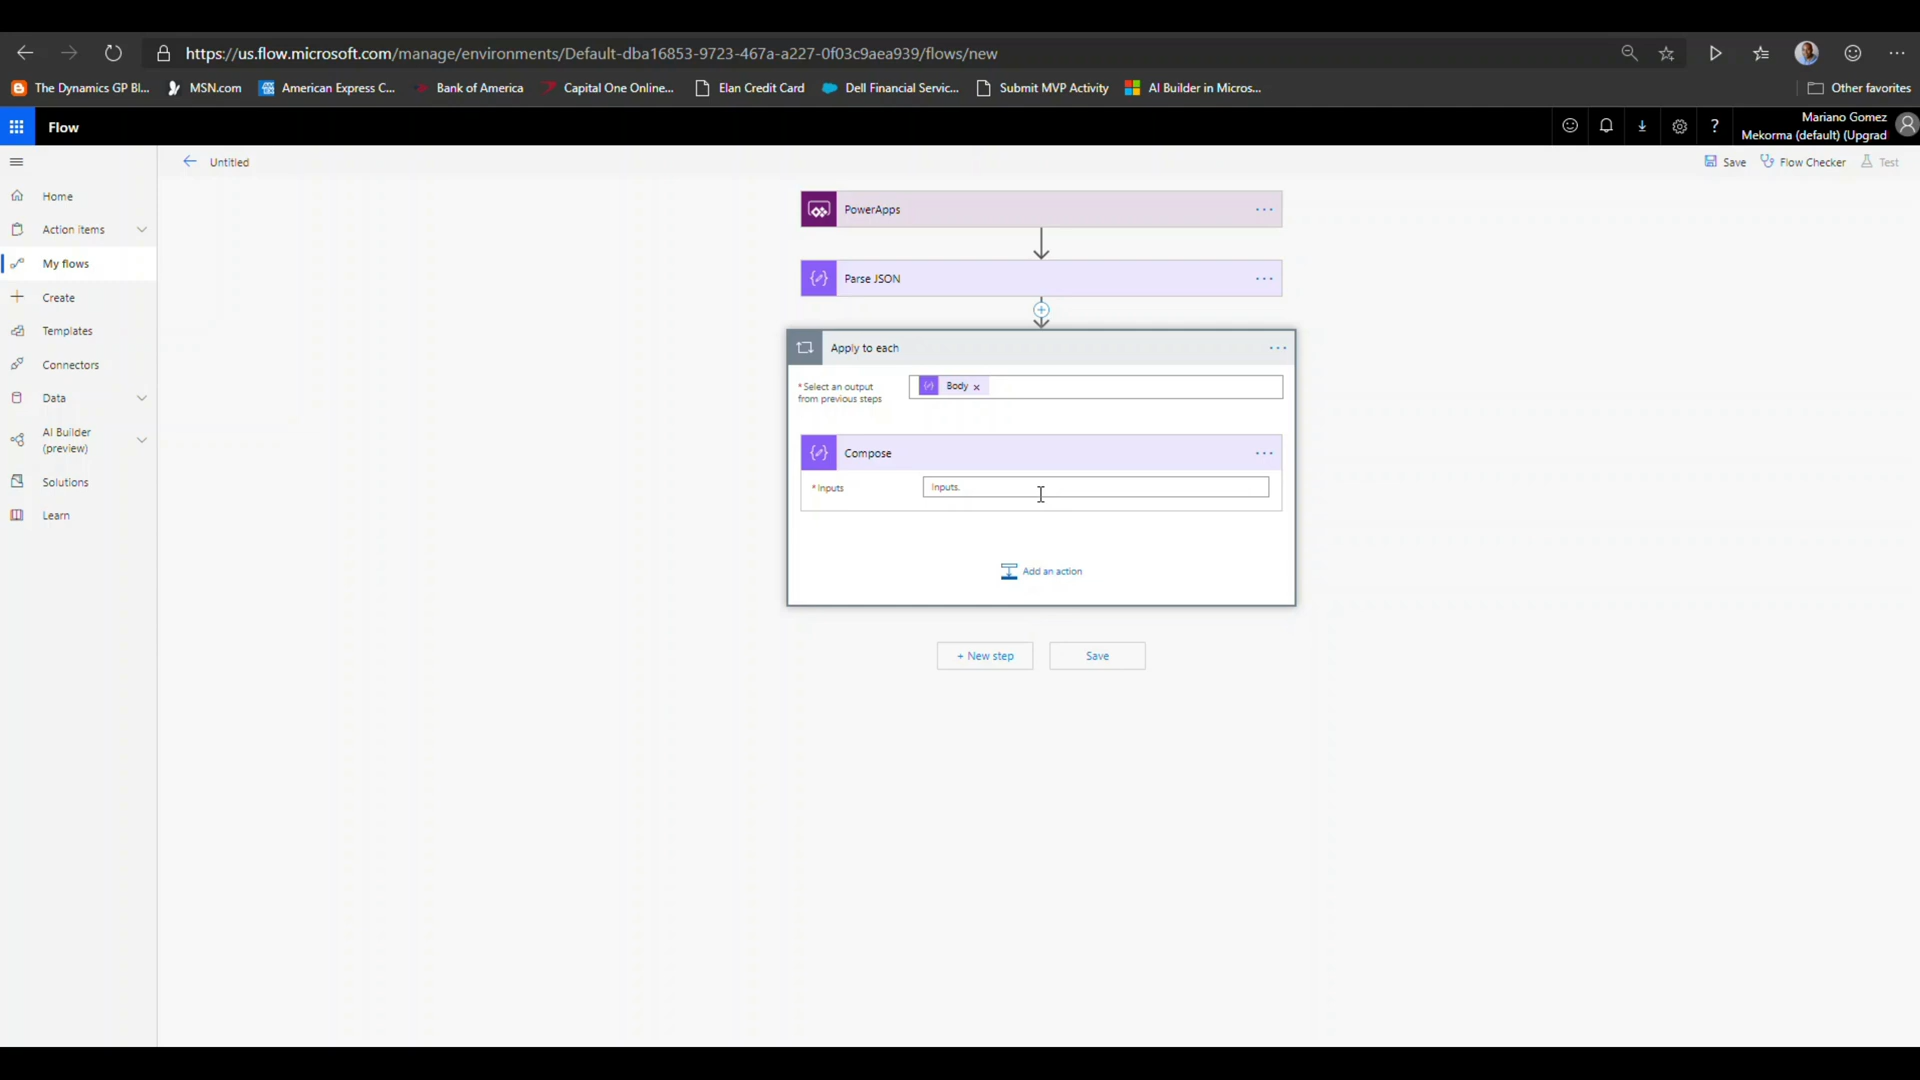 https://us.flow.microsoft.com/manage/environments/Default-dba16853-9723-467a-a227-0f03c9aea939/flows/new
The Dynamics GP Bl...
MSN.com
American Express C...
Bank of America
Capital One Online...
Elan Credit Card
Dell Financial Servic...
Submit MVP Activity
AI Builder in Micros...
Other favorites
Flow
?
Mariano Gomez
Mekorma (default) (Upgrad
Untitled
Save
Flow Checker
Test
Home
Action items
My flows
Create
Templates
Connectors
Data
AI Builder
(preview)
Solutions
Learn
PowerApps
Parse JSON
Apply to each
*Select an output
from previous steps
Body x
Compose
*Inputs
Inputs.
Add an action
+ New step
Save